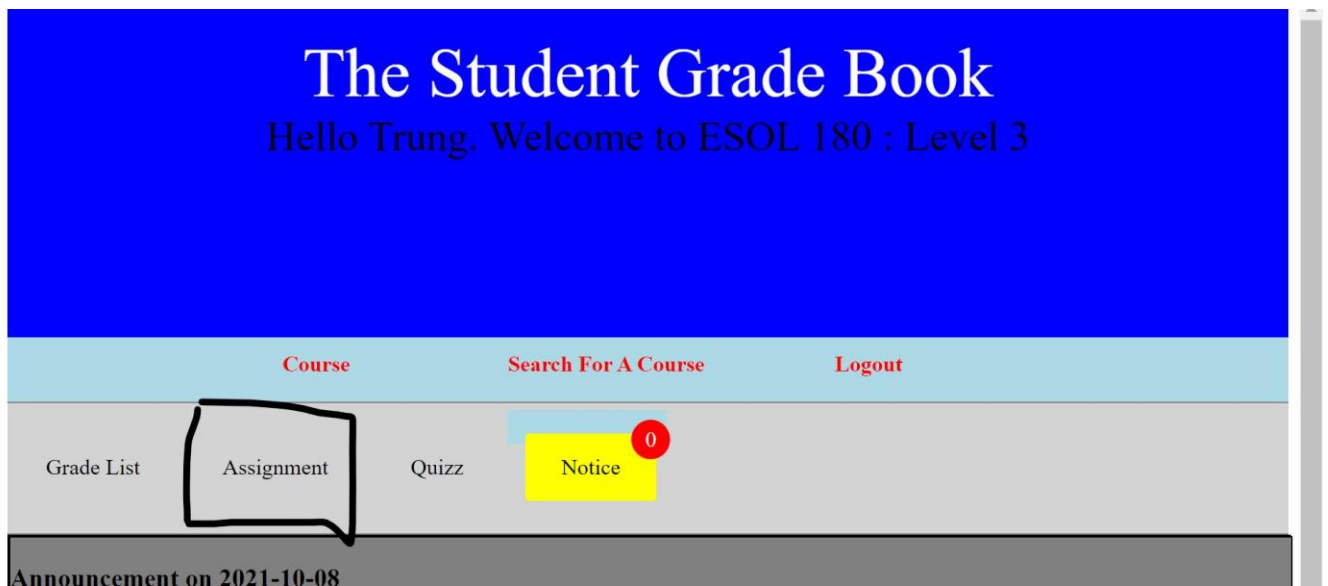 The Student Grade Book
Hello Trung. Welcome to ESOL 180 : Level 3
Course Search For A Course Logout
0
Grade List Assignment Quizz Notice
Announcement on 2021-10-08